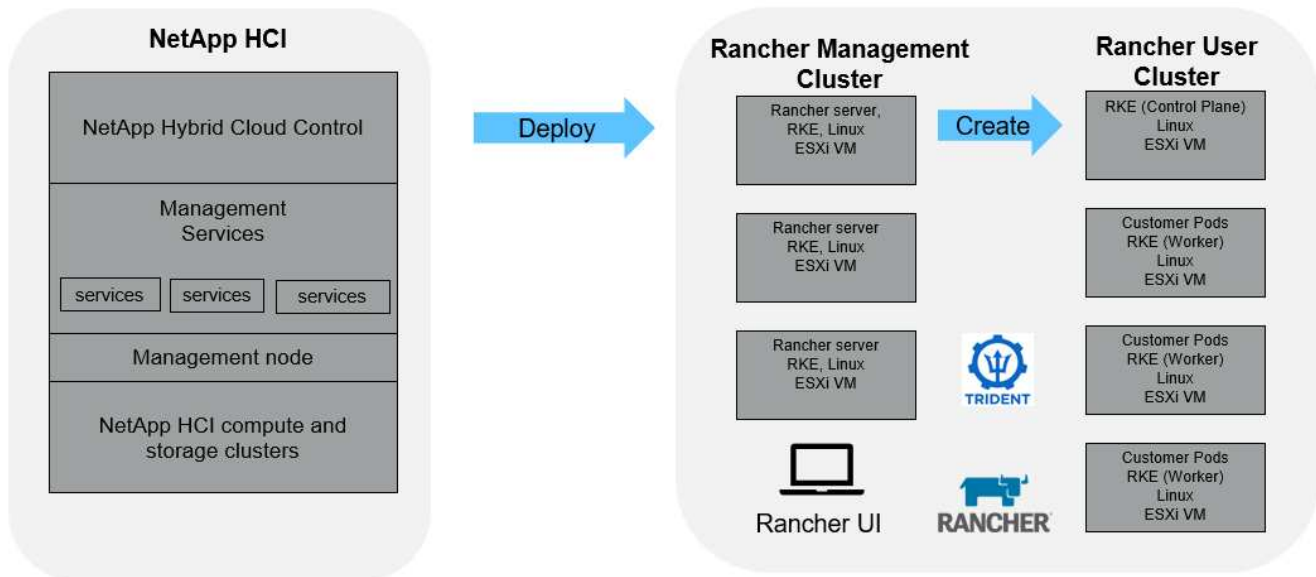 NetApp HCI
NetApp Hybrid Cloud Control
Management
Services
services
services
services
Management node
NetApp HCI compute and
storage clusters
Deploy
Rancher Management
Cluster
Rancher server,
RKE, Linux
ESXi VM
Rancher server
RKE, Linux
ESXi VM
Rancher server
RKE, Linux
ESXi VM
Rancher UI
Create
TRIDENT
RANCHER
Rancher User
Cluster
RKE (Control Plane)
Linux
ESXi VM
Customer Pods
RKE (Worker)
Linux
ESXi VM
Customer Pods
RKE (Worker)
Linux
ESXi VM
Customer Pods
RKE (Worker)
Linux
ESXi VM